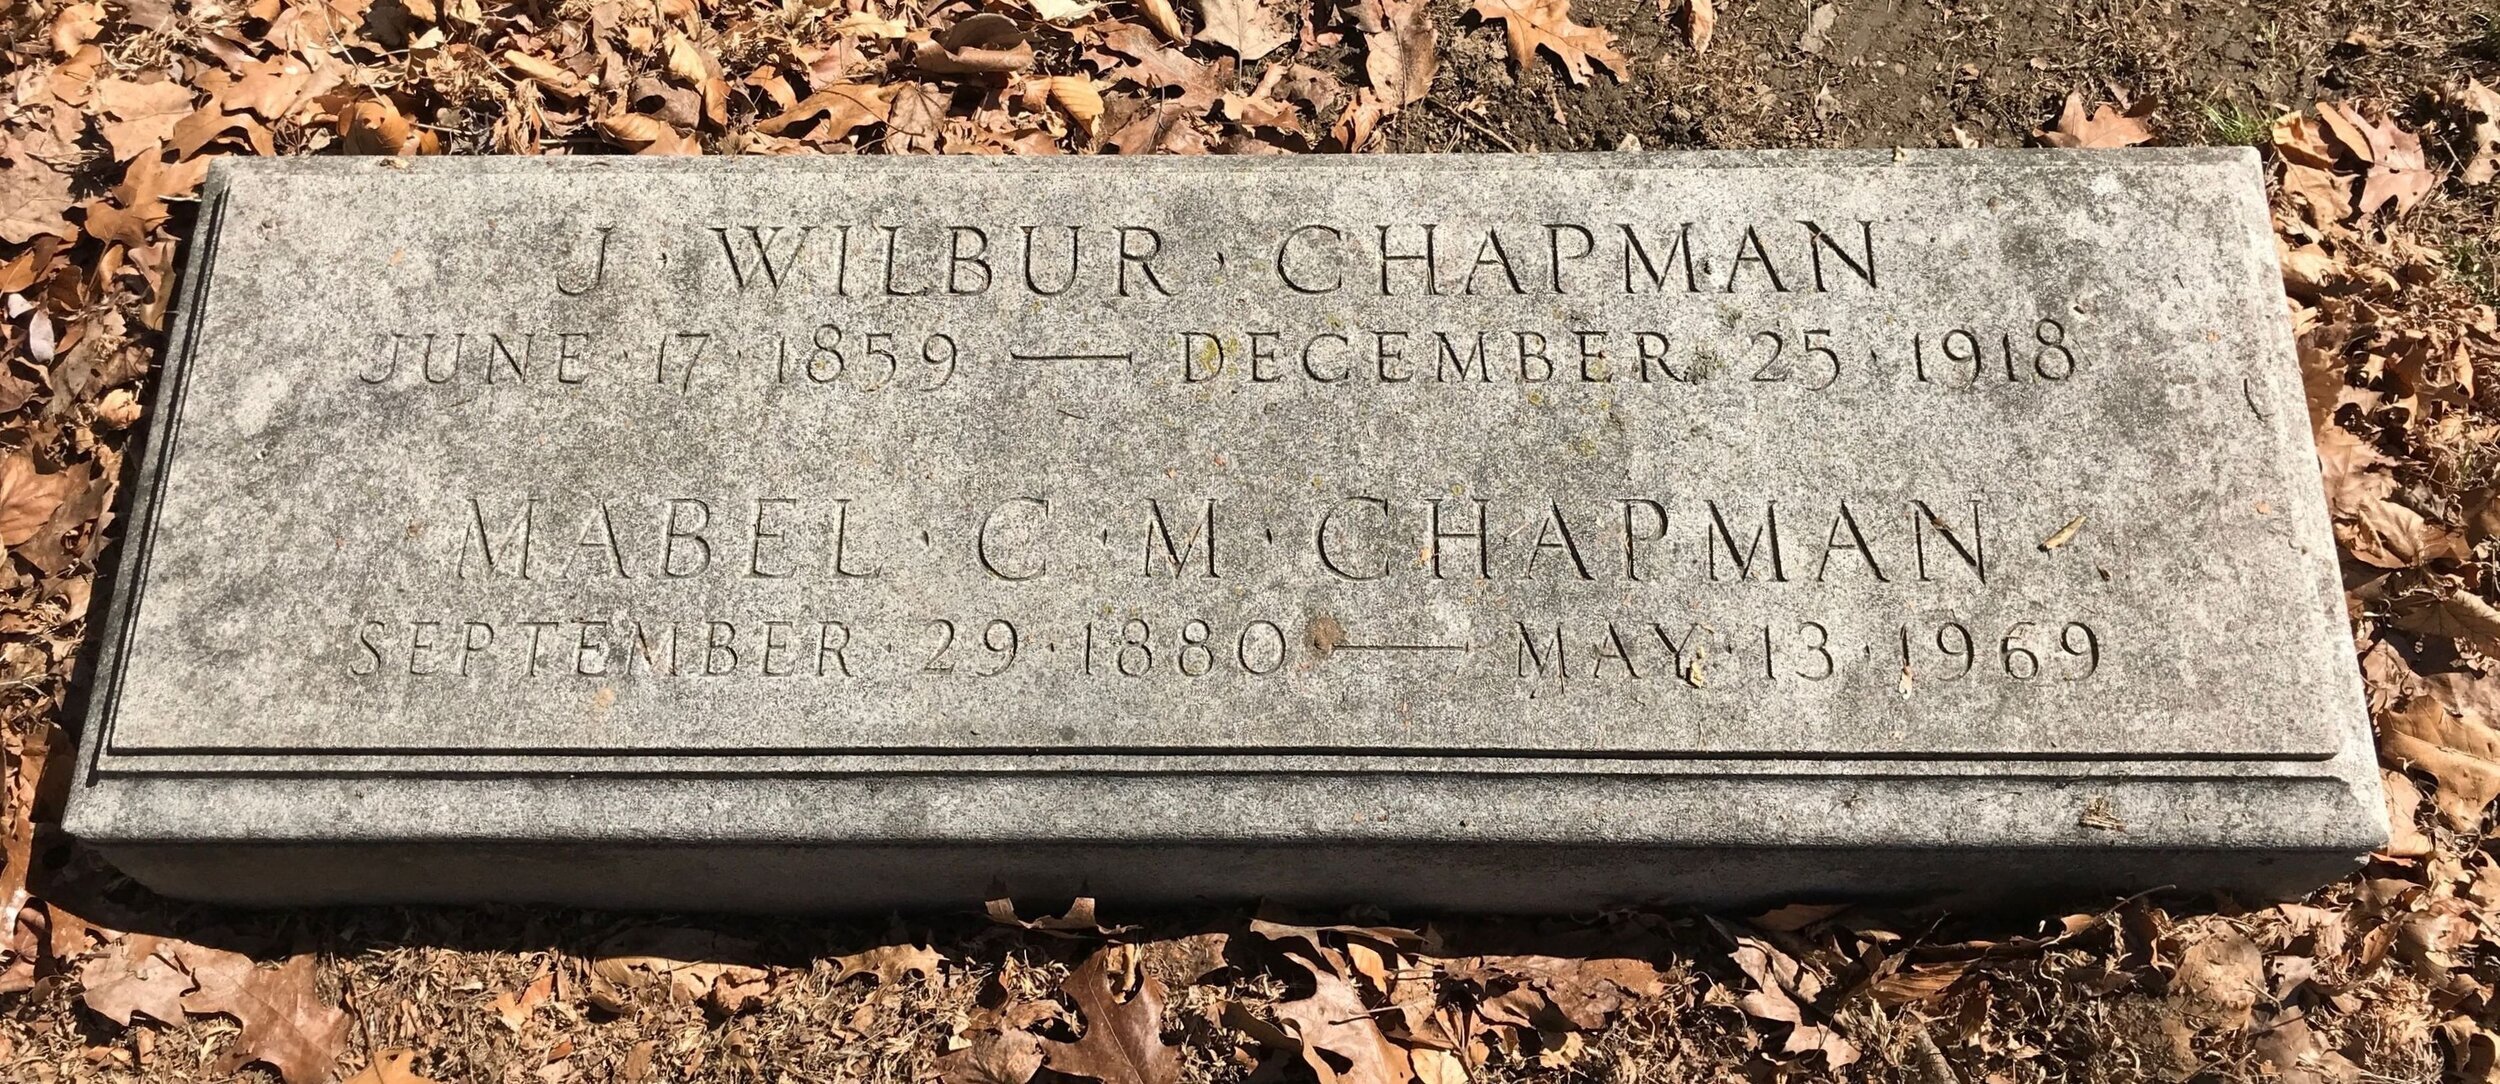 J · WILBUR · CHAPMAN
JUNE · 17 · 1859 — DECEMBER · 25 · 1918
MABEL · C · M · CHAPMAN
SEPTEMBER · 29 · 1880 — MAY · 13 · 1969